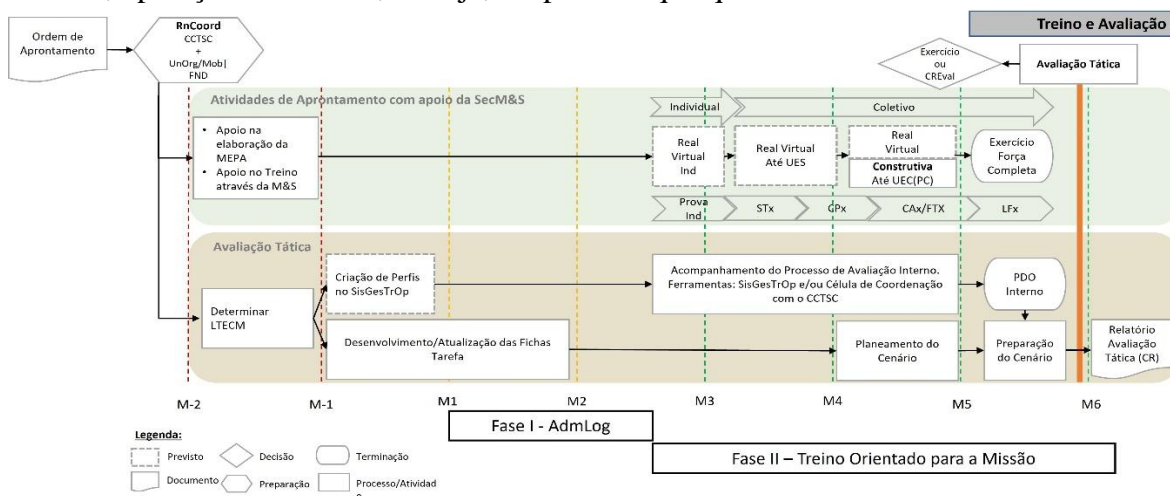 Treino e Avaliação
Ordem de
Aprontamento
RnCoord
CCTSC
+
UnOrg/Mob|
FND
Exercício
ou
CREval
Avaliação Tática
Atividades de Aprontamento com apoio da SecM&S
Individual
Coletivo
• Apoio na
elaboração da
MEPA
• Apoio no Treino
através da M&S
Real
Virtual
Ind
Real Virtual
Até UES
Real
Virtual
Construtiva
Até UEC(PC)
Exercício
Força
Completa
Prova
Ind
STx
GPx
CAx/FTX
LFx
Avaliação Tática
Determinar
LTECM
Criação de Perfis
no SisGesTrOp
Acompanhamento do Processo de Avaliação Interno.
Ferramentas: SisGesTrOp e/ou Célula de Coordenação
com o CCTSC
PDO
Interno
Desenvolvimento/Atualização das Fichas
Tarefa
Planeamento do
Cenário
Preparação
do Cenário
Relatório
Avaliação
Tática (CR)
M-2
M-1
M1
M2
M3
M4
M5
M6
Fase I - AdmLog
Fase II – Treino Orientado para a Missão
Legenda:
Previsto
Decisão
Terminação
Documento
Preparação
Processo/Atividad